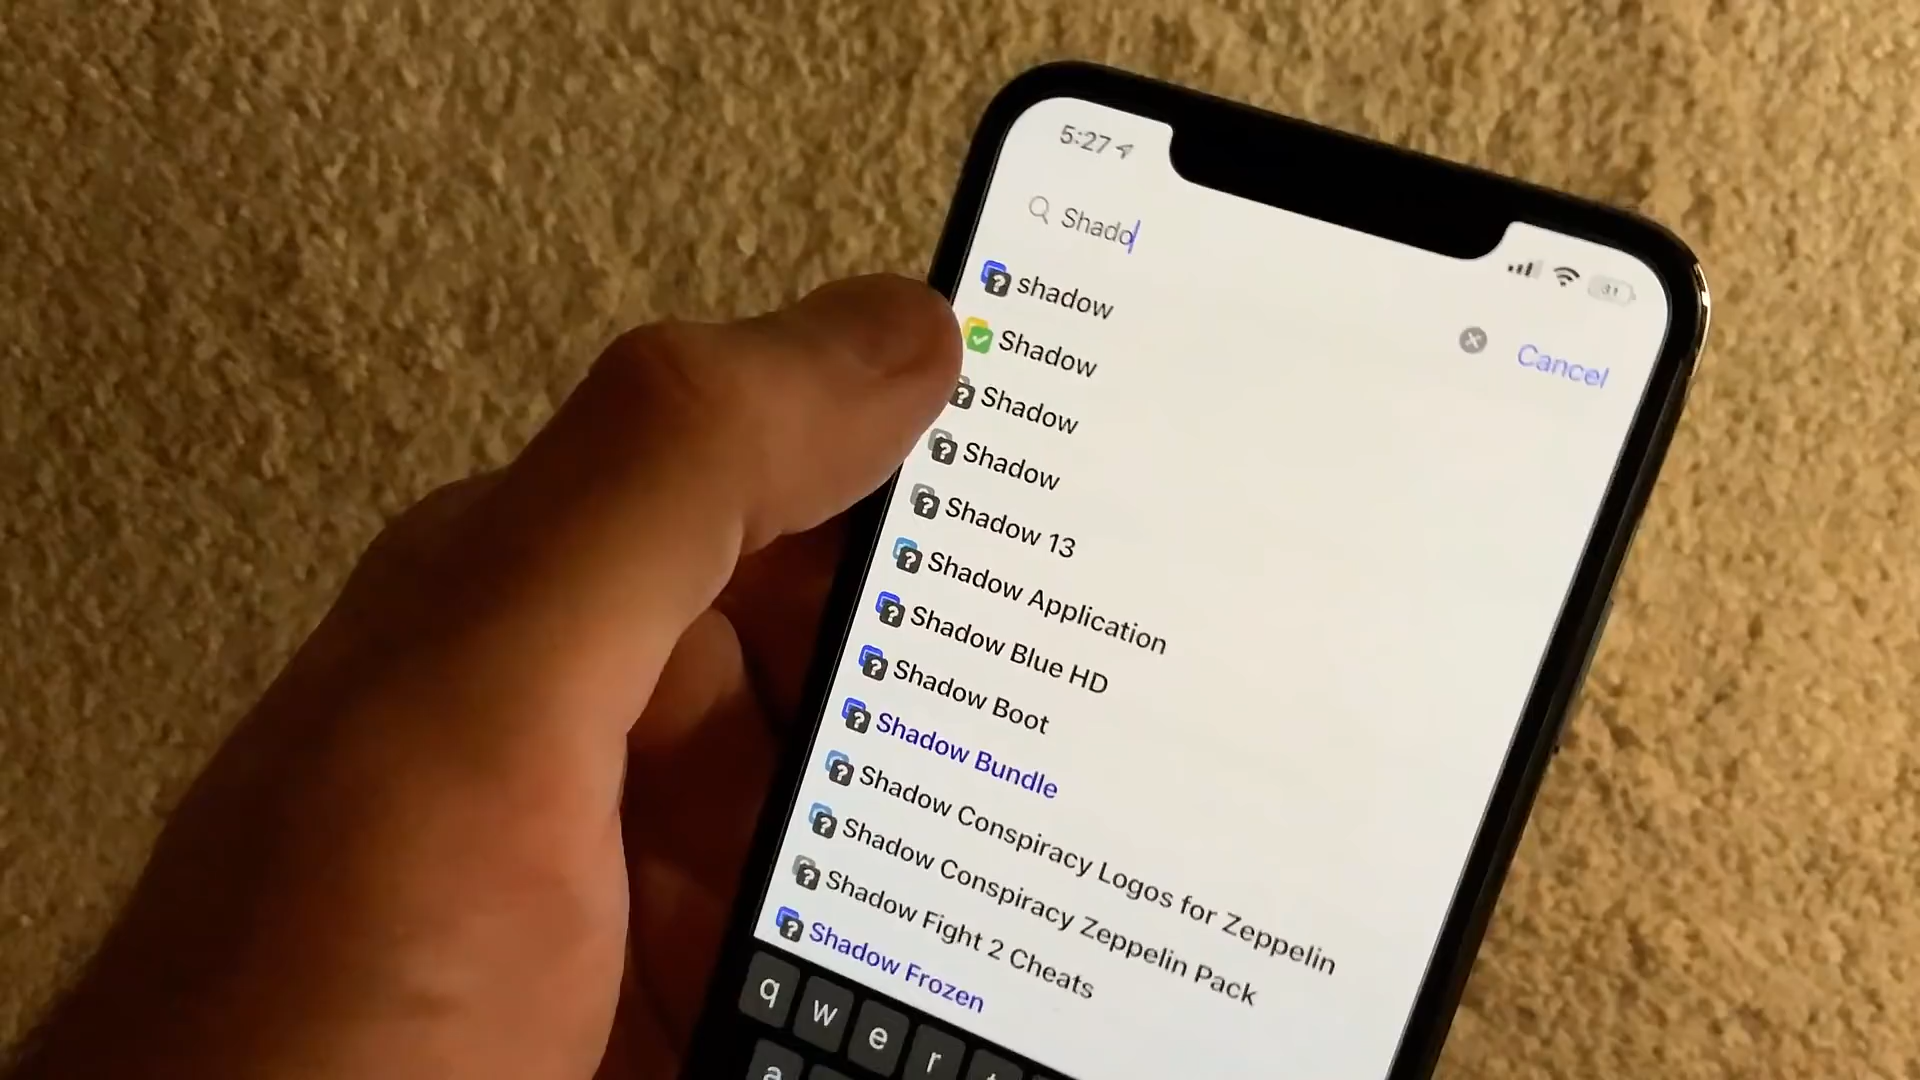 5:27
31
Shado
Cancel
shadow
Shadow
Shadow
Shadow
Shadow 13
Shadow Application
Shadow Blue HD
Shadow Boot
Shadow Bundle
Shadow Conspiracy Logos for Zeppelin
Shadow Conspiracy Zeppelin Pack
Shadow Fight 2 Cheats
Shadow Frozen
q w e r
a